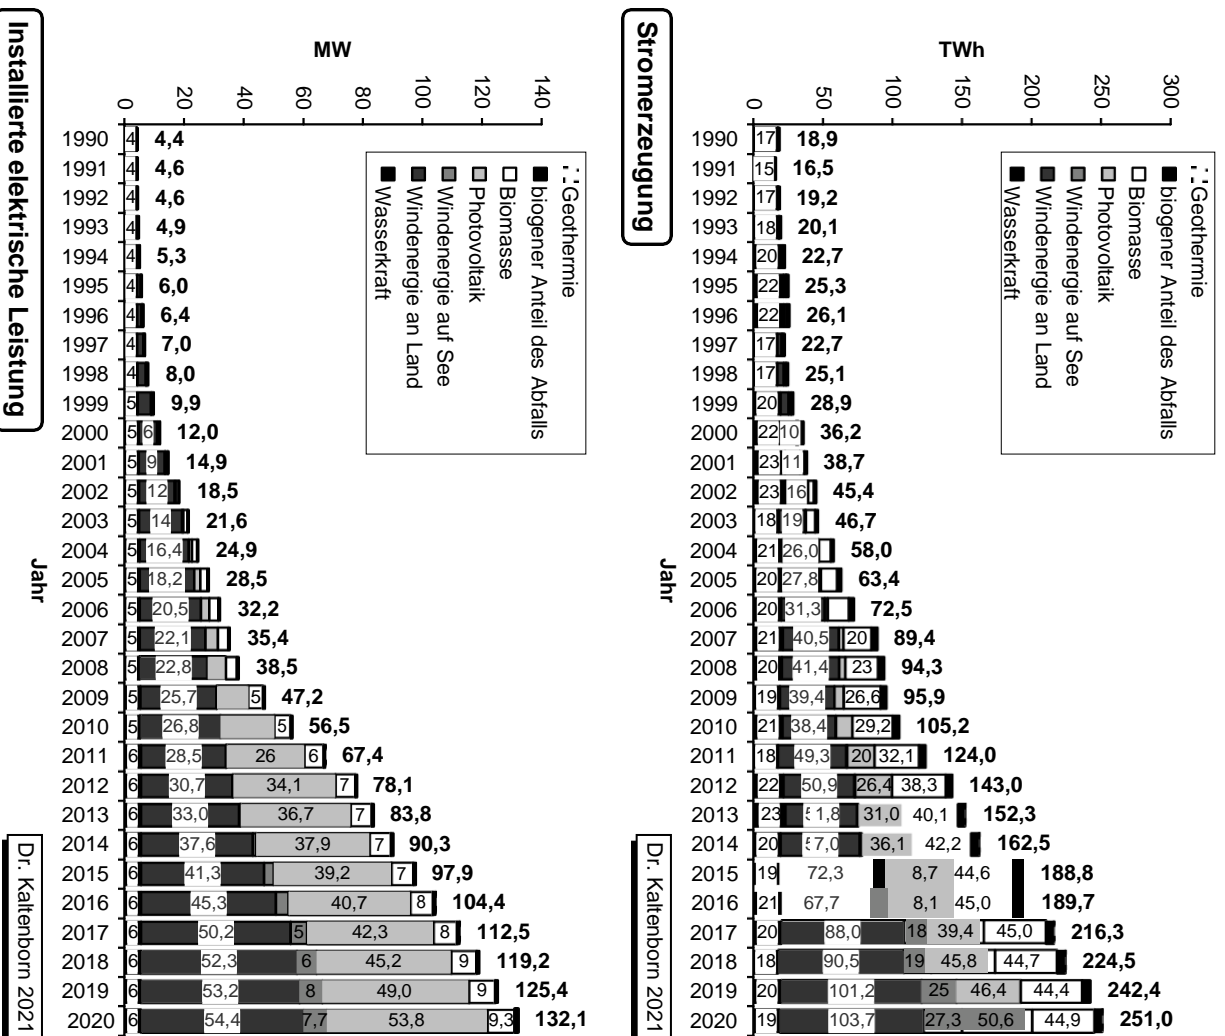 Installierte elektrische Leistung
MW
0
20
40
60
80
100
120
140
Geothermie
biogener Anteil des Abfalls
Biomasse
Photovoltaik
Windenergie auf See
Windenergie an Land
Wasserkraft
1990 4 4,4
1991 4 4,6
1992 4 4,6
1993 4 4,9
1994 4 5,3
1995 4 6,0
1996 4 6,4
1997 4 7,0
1998 4 8,0
1999 5 9,9
2000 5 6 12,0
2001 5 9 14,9
2002 5 12 18,5
2003 5 14 21,6
2004 5 16,4 24,9
2005 5 18,2 28,5
2006 5 20,5 32,2
2007 5 22,1 35,4
2008 5 22,8 38,5
2009 5 25,7 5 47,2
2010 5 26,8 5 56,5
2011 6 28,5 26 6 67,4
2012 6 30,7 34,1 7 78,1
2013 6 33,0 36,7 7 83,8
2014 6 37,6 37,9 7 90,3
2015 6 41,3 39,2 7 97,9
2016 6 45,3 40,7 8 104,4
2017 6 50,2 5 42,3 8 112,5
2018 6 52,3 6 45,2 9 119,2
2019 6 53,2 8 49,0 9 125,4
2020 6 54,4 7,7 53,8 9,3 132,1
Jahr
Dr. Kaltenborn 2021
Stromerzeugung
TWh
0
50
100
150
200
250
300
Geothermie
biogener Anteil des Abfalls
Biomasse
Photovoltaik
Windenergie auf See
Windenergie an Land
Wasserkraft
1990 17 18,9
1991 15 16,5
1992 17 19,2
1993 18 20,1
1994 20 22,7
1995 22 25,3
1996 22 26,1
1997 17 22,7
1998 17 25,1
1999 20 28,9
2000 22 10 36,2
2001 23 11 38,7
2002 23 16 45,4
2003 18 19 46,7
2004 21 26,0 58,0
2005 20 27,8 63,4
2006 20 31,3 72,5
2007 21 40,5 20 89,4
2008 20 41,4 23 94,3
2009 19 39,4 26,6 95,9
2010 21 38,4 29,2 105,2
2011 18 49,3 20 32,1 124,0
2012 22 50,9 26,4 38,3 143,0
2013 23 51,8 31,0 40,1 152,3
2014 20 57,0 36,1 42,2 162,5
2015 19 72,3 8,7 44,6 188,8
2016 21 67,7 8,1 45,0 189,7
2017 20 88,0 18 39,4 45,0 216,3
2018 18 90,5 19 45,8 44,7 224,5
2019 20 101,2 25 46,4 44,4 242,4
2020 19 103,7 27,3 50,6 44,9 251,0
Jahr
Dr. Kaltenborn 2021